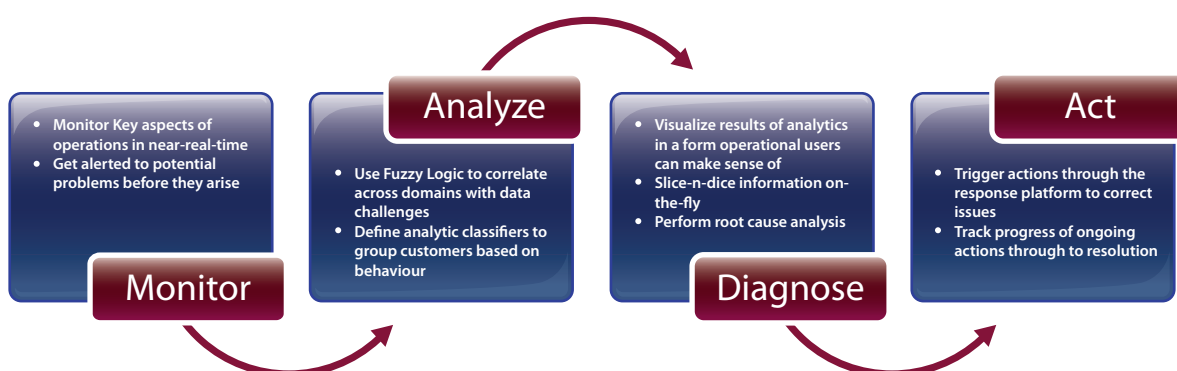 • Monitor Key aspects of
operations in near-real-time
• Get alerted to potential
problems before they arise
Monitor
Analyze
• Use Fuzzy Logic to correlate
across domains with data
challenges
• Define analytic classifiers to
group customers based on
behaviour
• Visualize results of analytics
in a form operational users
can make sense of
• Slice-n-dice information on-
the-fly
• Perform root cause analysis
Diagnose
Act
• Trigger actions through the
response platform to correct
issues
• Track progress of ongoing
actions through to resolution